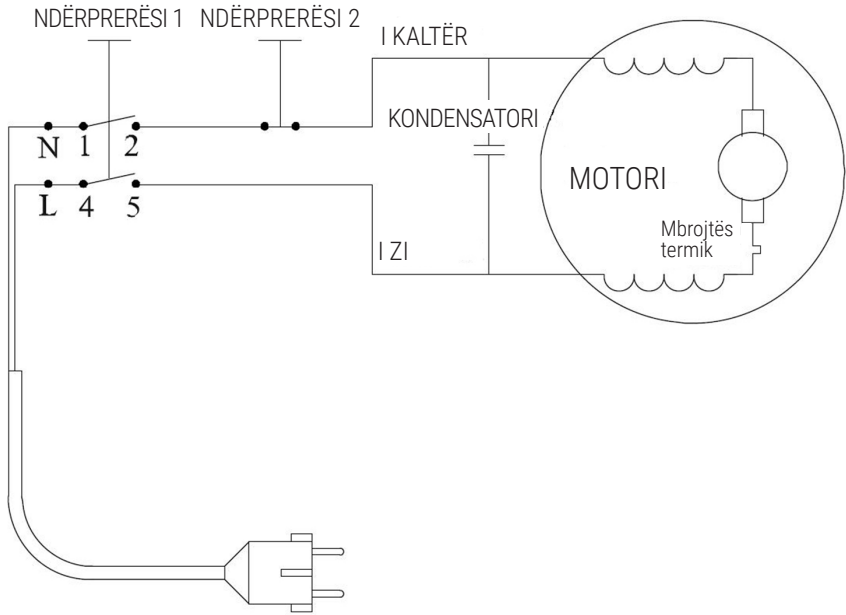 NDËRPRERËSI 1 NDËRPRERËSI 2
I KALTËR
KONDENSATORI
N 1 2
MOTORI
L 4 5
Mbrojtës
termik
I ZI